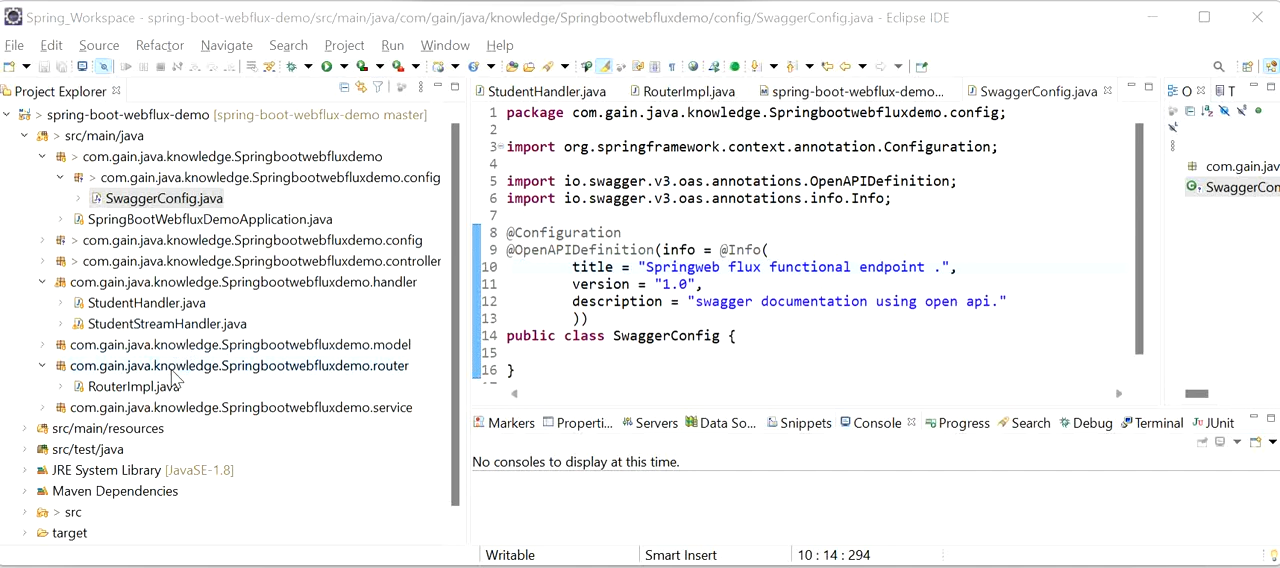 Spring_Workspace - spring-boot-webflux-demo/src/main/java/com/gain/java/knowledge/Springbootwebfluxdemo/config/SwaggerConfig.java - Eclipse IDE
File Edit Source Refactor Navigate Search Project Run Window Help
Project Explorer
> spring-boot-webflux-demo [spring-boot-webflux-demo master]
> src/main/java
> com.gain.java.knowledge.Springbootwebfluxdemo
> com.gain.java.knowledge.Springbootwebfluxdemo.config
SwaggerConfig.java
SpringBootWebfluxDemoApplication.java
> com.gain.java.knowledge.Springbootwebfluxdemo.config
> com.gain.java.knowledge.Springbootwebfluxdemo.controller
com.gain.java.knowledge.Springbootwebfluxdemo.handler
StudentHandler.java
StudentStreamHandler.java
com.gain.java.knowledge.Springbootwebfluxdemo.model
com.gain.java.knowledge.Springbootwebfluxdemo.router
RouterImpl.java
com.gain.java.knowledge.Springbootwebfluxdemo.service
src/main/resources
src/test/java
JRE System Library [JavaSE-1.8]
Maven Dependencies
> src
target
StudentHandler.java RouterImpl.java spring-boot-webflux-demo... SwaggerConfig.java
1 package com.gain.java.knowledge.Springbootwebfluxdemo.config;
2
3 import org.springframework.context.annotation.Configuration;
4
5 import io.swagger.v3.oas.annotations.OpenAPIDefinition;
6 import io.swagger.v3.oas.annotations.info.Info;
7
8 @Configuration
9 @OpenAPIDefinition(info = @Info(
10 title = "Springweb flux functional endpoint .",
11 version = "1.0",
12 description = "swagger documentation using open api."
13 ))
14 public class SwaggerConfig {
15
16 }
O T
com.gain.jav
SwaggerCon
Markers Properti... Servers Data So... Snippets Console Progress Search Debug Terminal JUnit
No consoles to display at this time.
Writable Smart Insert 10 : 14 : 294